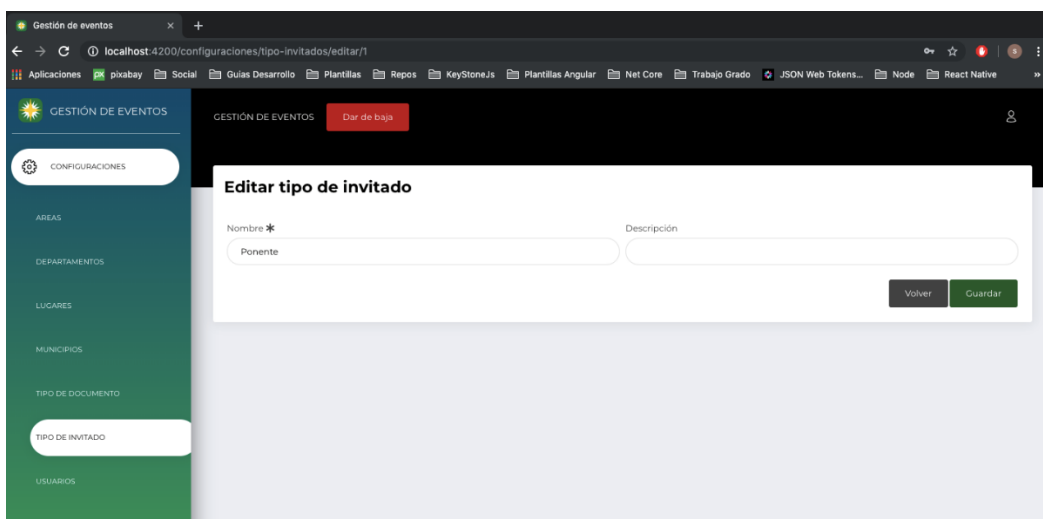 Gestión de eventos
localhost:4200/configuraciones/tipo-invitados/editar/1
S
Aplicaciones px pixabay Social Guias Desarrollo Plantillas Repos KeyStoneJs Plantillas Angular Net Core Trabajo Grado JSON Web Tokens... Node React Native »
GESTIÓN DE EVENTOS
GESTIÓN DE EVENTOS Dar de baja
CONFIGURACIONES
Editar tipo de invitado
AREAS
Nombre * Descripción
Ponente
DEPARTAMENTOS
Volver Guardar
LUGARES
MUNICIPIOS
TIPO DE DOCUMENTO
TIPO DE INVITADO
USUARIOS